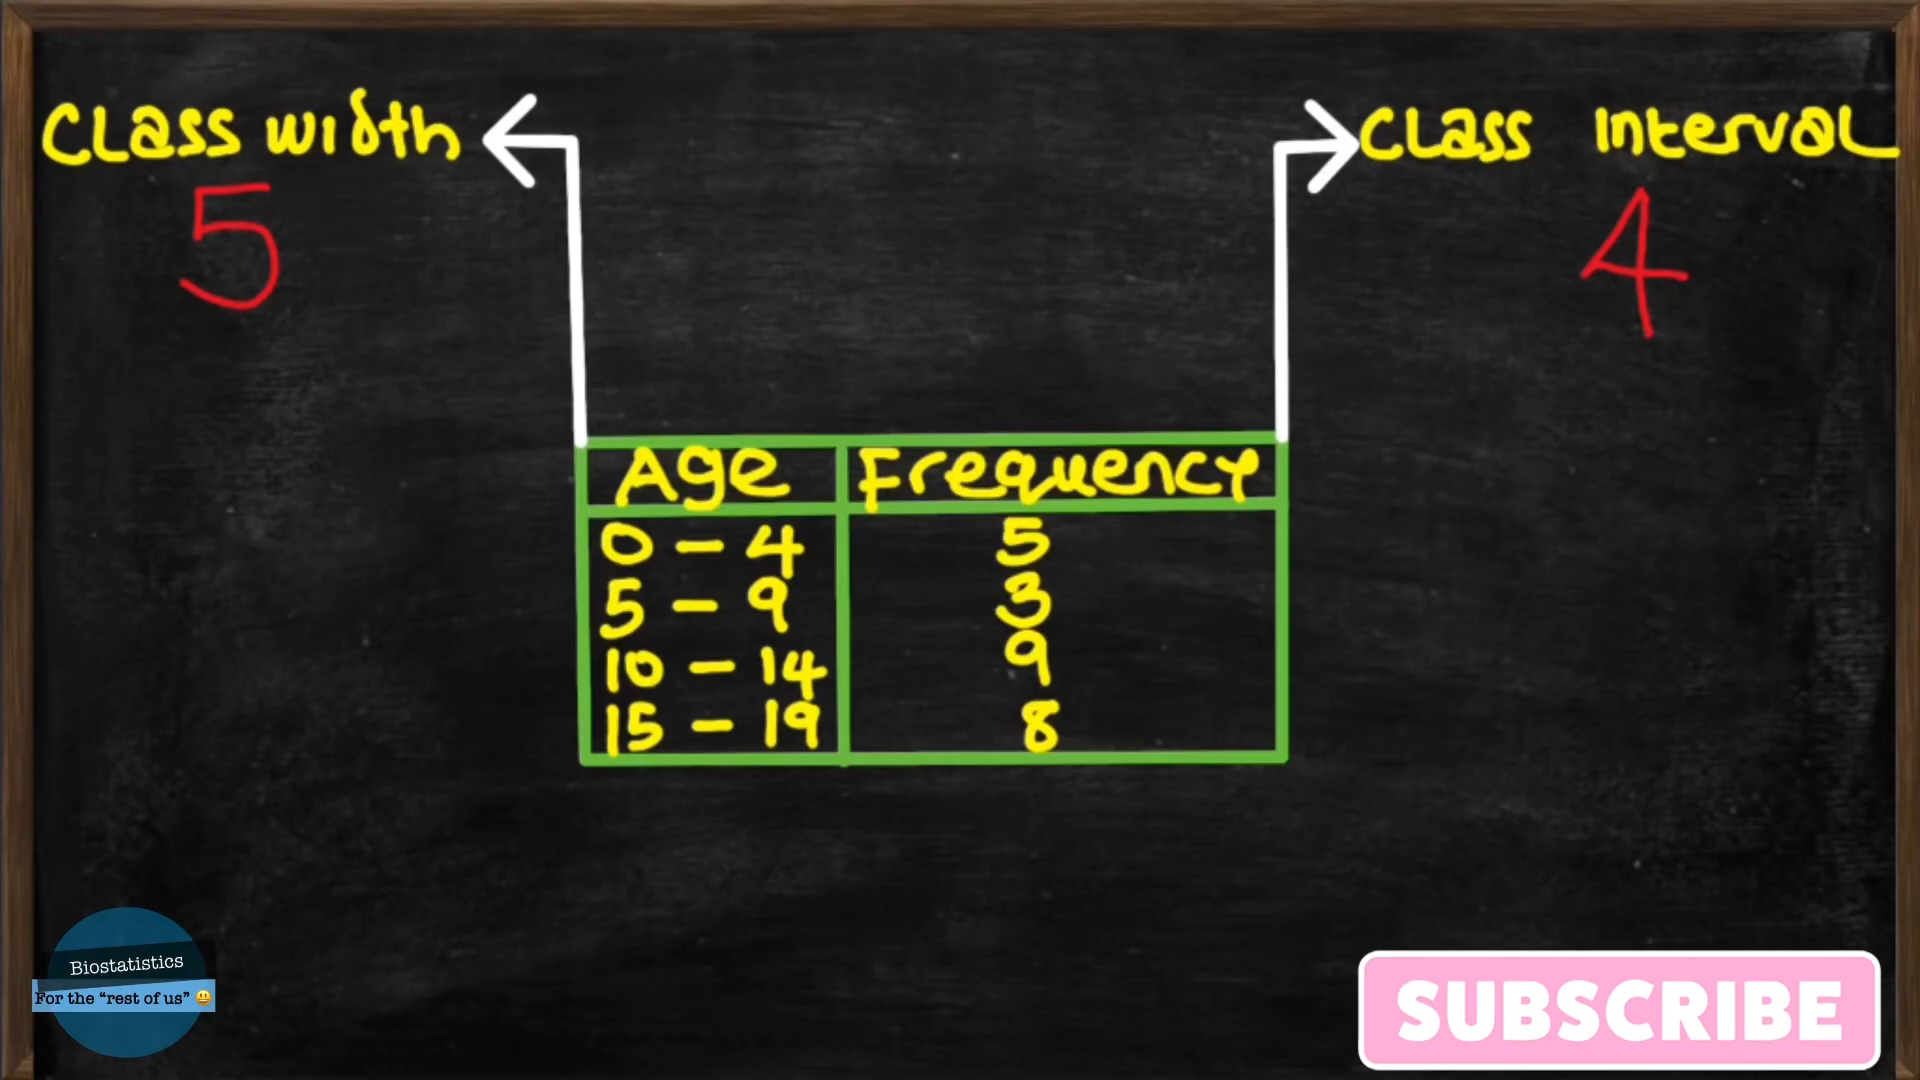 Class width
5
Class Interval
4
Age Frequency
0 - 4 5
5 - 9 3
10 - 14 9
15 - 19 8
Biostatistics
For the “rest of us” 😃
SUBSCRIBE